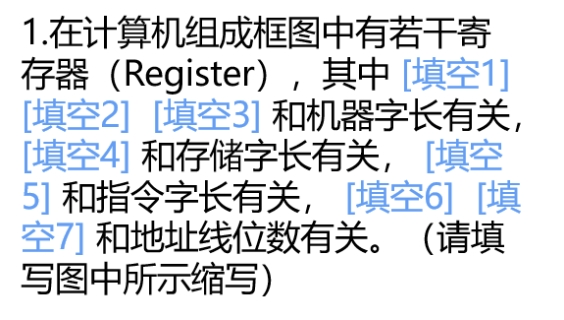 1.在计算机组成框图中有若干寄
存器（Register），其中 [填空1]
[填空2]  [填空3] 和机器字长有关，
[填空4] 和存储字长有关， [填空
5] 和指令字长有关， [填空6]  [填
空7] 和地址线位数有关。（请填
写图中所示缩写）